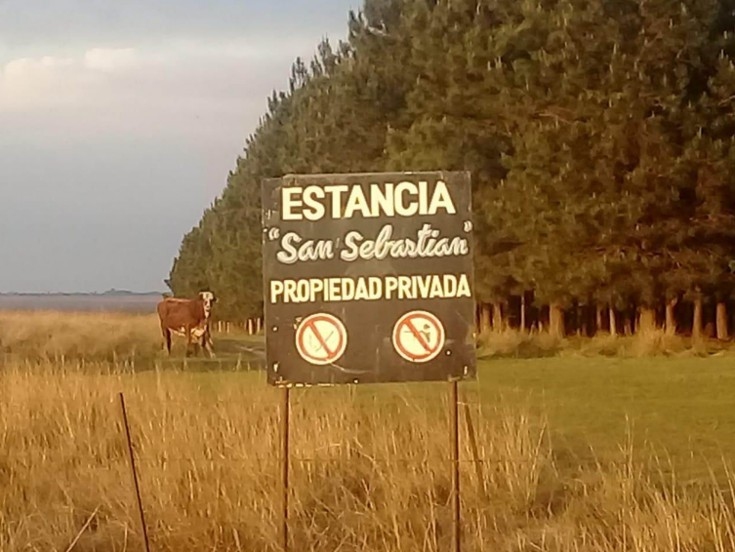 ESTANCIA
"San Sebastian"
PROPIEDAD PRIVADA